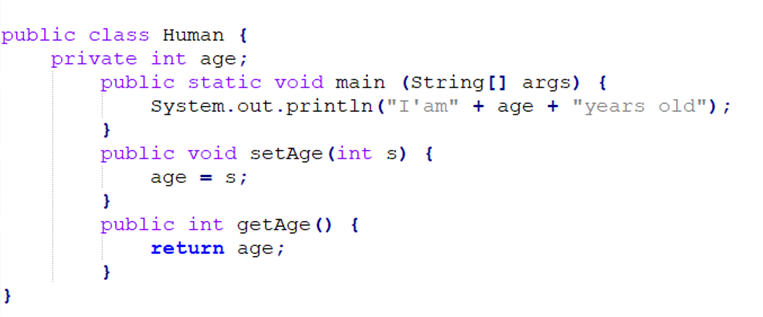 public class Human {
    private int age;
        public static void main (String[] args) {
            System.out.println("I'am" + age + "years old");
        }
        public void setAge(int s) {
            age = s;
        }
        public int getAge() {
            return age;
        }
}